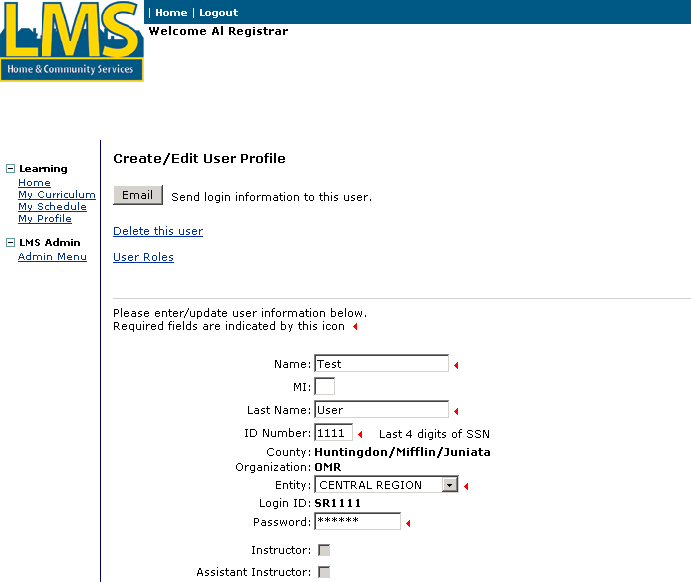 LMS
Home & Community Services
| Home | Logout
Welcome Al Registrar
Learning
Home
My Curriculum
My Schedule
My Profile
LMS Admin
Admin Menu
Create/Edit User Profile
Email Send login information to this user.
Delete this user
User Roles
Please enter/update user information below.
Required fields are indicated by this icon
Name: Test
MI:
Last Name: User
ID Number: 1111 Last 4 digits of SSN
County: Huntingdon/Mifflin/Juniata
Organization: OMR
Entity: CENTRAL REGION
Login ID: SR1111
Password: ******
Instructor:
Assistant Instructor: